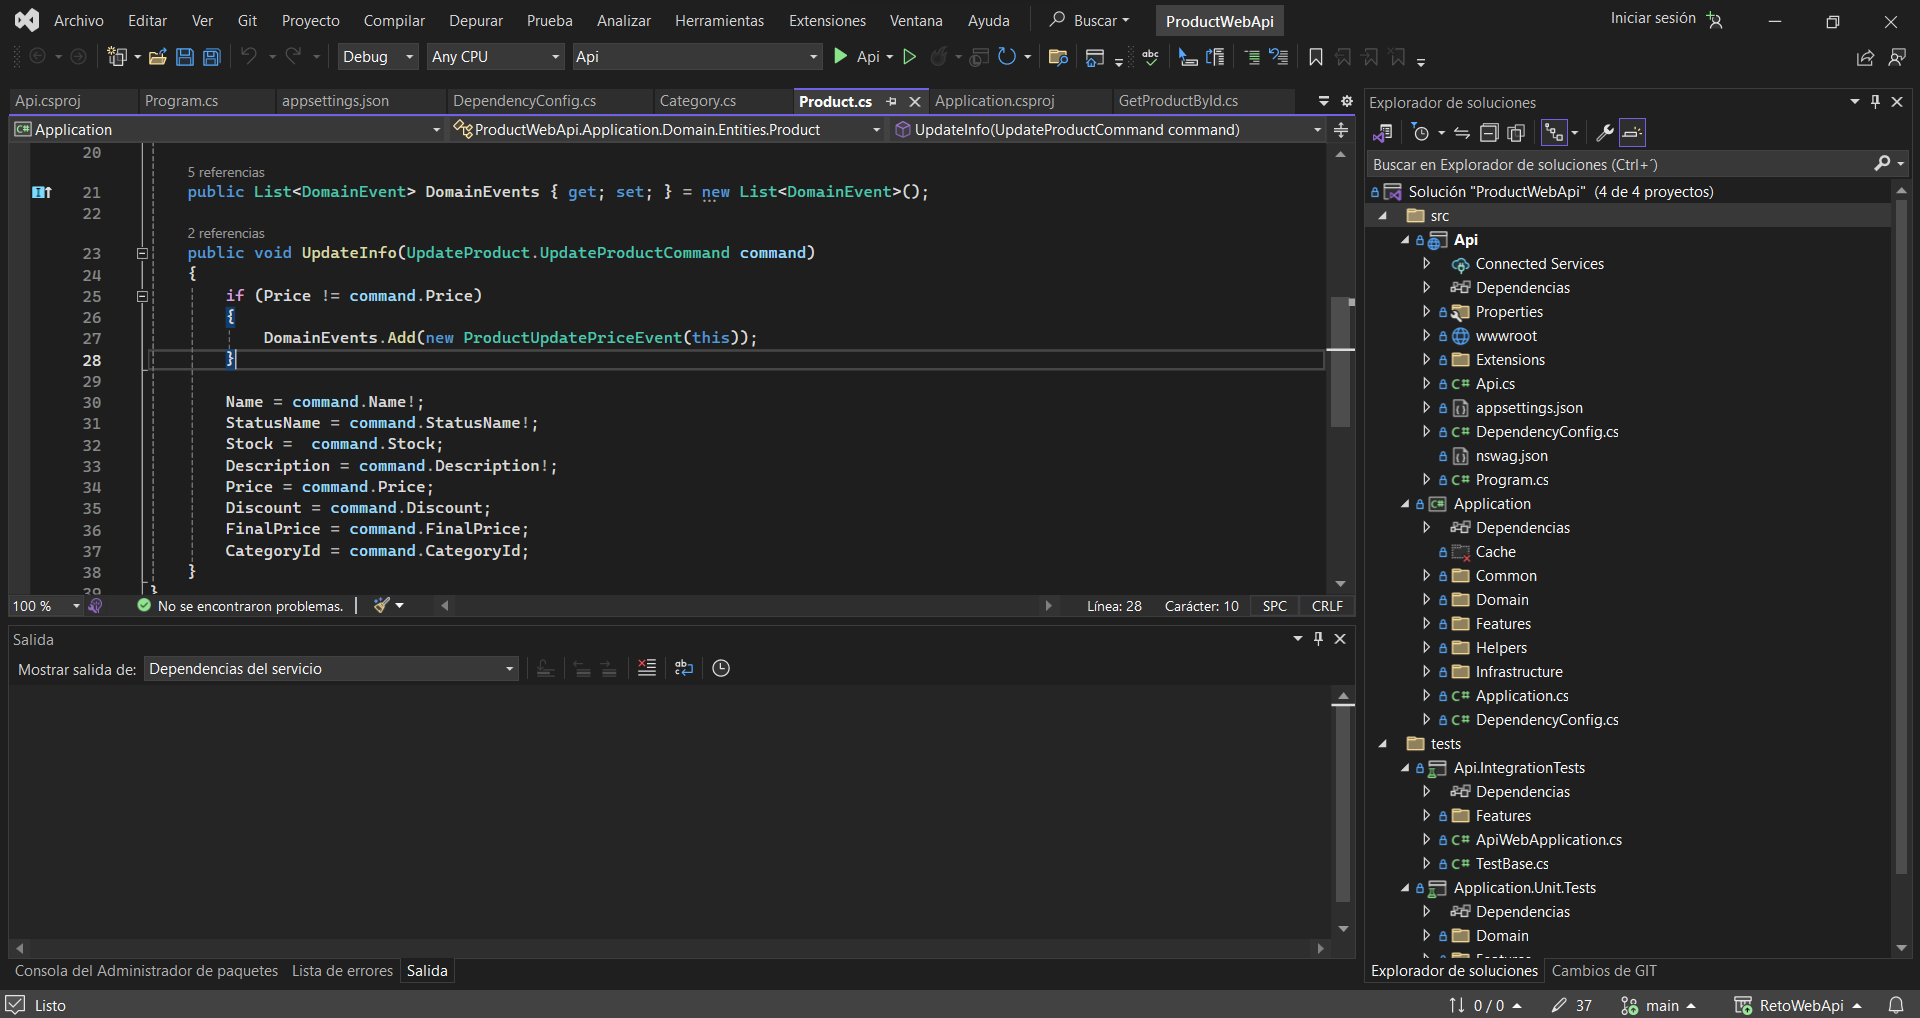 Archivo Editar Ver Git Proyecto Compilar Depurar Prueba Analizar Herramientas Extensiones Ventana Ayuda Buscar ProductWebApi Iniciar sesión
Debug Any CPU Api Api
Api.csproj Program.cs appsettings.json DependencyConfig.cs Category.cs Product.cs Application.csproj GetProductById.cs
Application ProductWebApi.Application.Domain.Entities.Product UpdateInfo(UpdateProductCommand command)
20
5 referencias
21 public List<DomainEvent> DomainEvents { get; set; } = new List<DomainEvent>();
22
2 referencias
23 public void UpdateInfo(UpdateProduct.UpdateProductCommand command)
24 {
25 if (Price != command.Price)
26 {
27 DomainEvents.Add(new ProductUpdatePriceEvent(this));
28 }
29
30 Name = command.Name!;
31 StatusName = command.StatusName!;
32 Stock =  command.Stock;
33 Description = command.Description!;
34 Price = command.Price;
35 Discount = command.Discount;
36 FinalPrice = command.FinalPrice;
37 CategoryId = command.CategoryId;
38 }
39 }
100 % No se encontraron problemas. Línea: 28 Carácter: 10 SPC CRLF
Salida
Mostrar salida de: Dependencias del servicio
Consola del Administrador de paquetes Lista de errores Salida
Explorador de soluciones
Buscar en Explorador de soluciones (Ctrl+´)
Solución "ProductWebApi" (4 de 4 proyectos)
src
Api
Connected Services
Dependencias
Properties
wwwroot
Extensions
Api.cs
appsettings.json
DependencyConfig.cs
nswag.json
Program.cs
Application
Dependencias
Cache
Common
Domain
Features
Helpers
Infrastructure
Application.cs
DependencyConfig.cs
tests
Api.IntegrationTests
Dependencias
Features
ApiWebApplication.cs
TestBase.cs
Application.Unit.Tests
Dependencias
Domain
Explorador de soluciones Cambios de GIT
Listo 0 / 0 37 main RetoWebApi